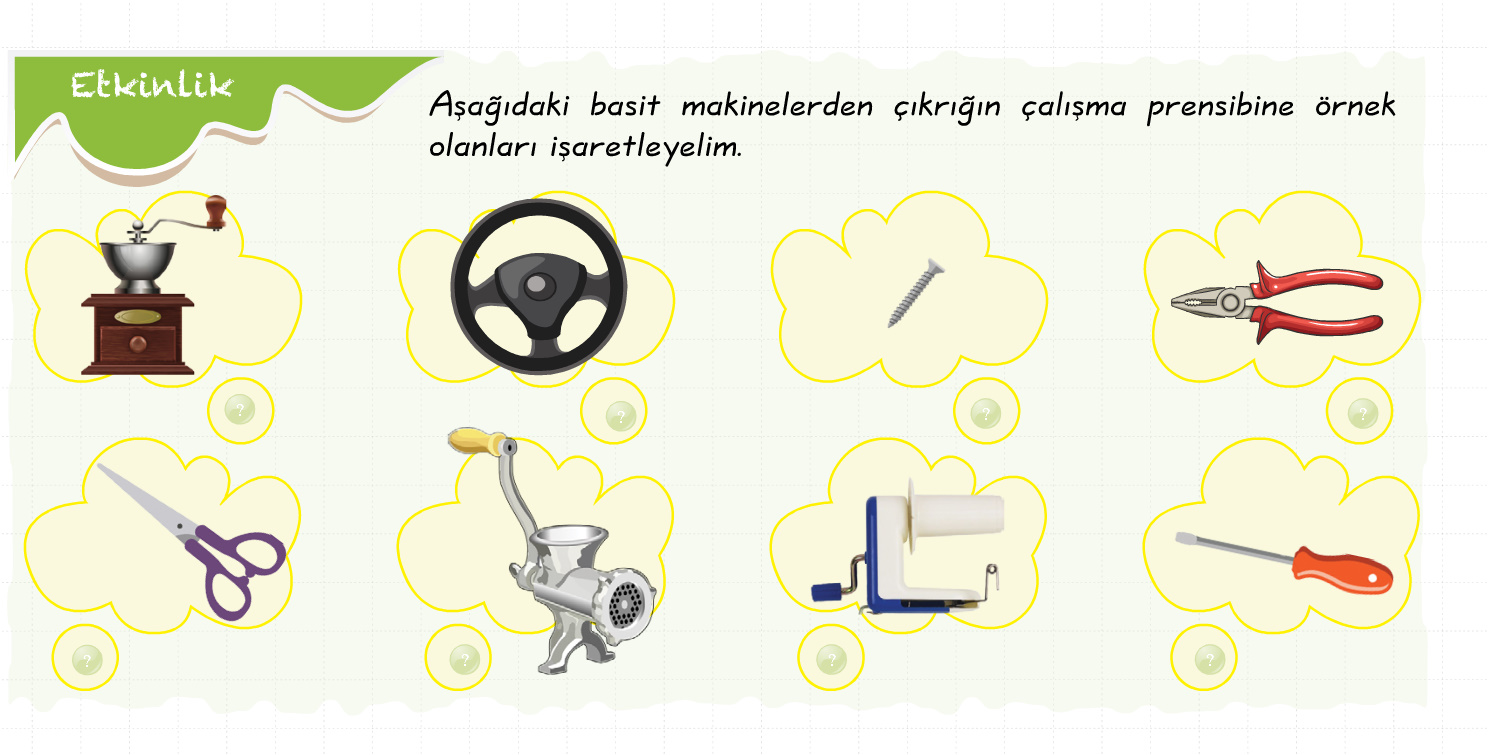 Etkinlik
Aşağıdaki basit makinelerden çıkrığın çalışma prensibine örnek
olanları işaretleyelim.
? ? ? ?
? ? ? ?